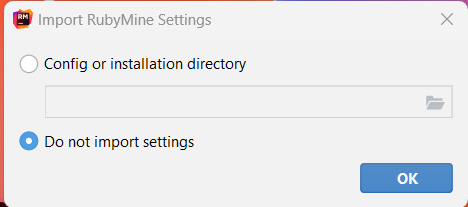 RM
Import RubyMine Settings
Config or installation directory
Do not import settings
OK